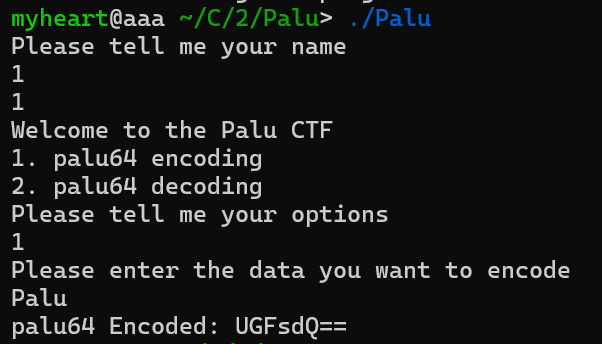 myheart@aaa ~/C/2/Palu> ./Palu
Please tell me your name
1
1
Welcome to the Palu CTF
1. palu64 encoding
2. palu64 decoding
Please tell me your options
1
Please enter the data you want to encode
Palu
palu64 Encoded: UGFsdQ==